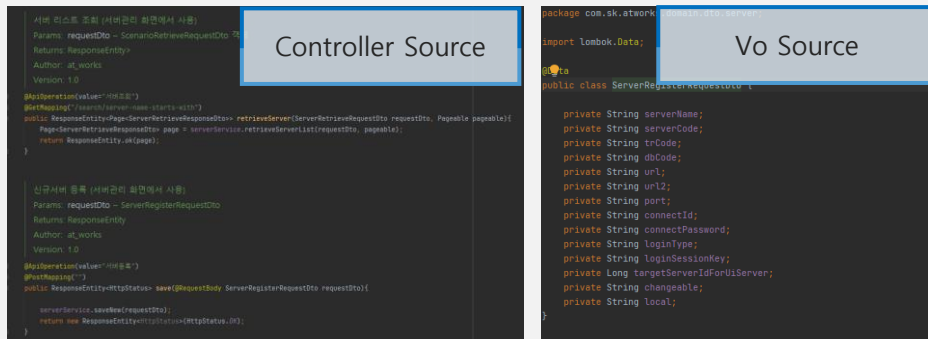 Controller Source
서버 리스트 조회 (서버관리 화면에서 사용)
Params: requestDto – ScenarioRetrieveRequestDto
Returns: ResponseEntity>
Author: at_works
Version: 1.0
@ApiOperation(value="서버조회")
@GetMapping("/search/server-name-starts-with")
public ResponseEntity<Page<ServerRetrieveResponseDto>> retrieveServer(ServerRetrieveRequestDto requestDto, Pageable pageable){
Page<ServerRetrieveResponseDto> page = serverService.retrieveServerList(requestDto, pageable);
return ResponseEntity.ok(page);
}
신규서버 등록 (서버관리 화면에서 사용)
Params: requestDto – ServerRegisterRequestDto
Returns: ResponseEntity
Author: at_works
Version: 1.0
@ApiOperation(value="서버등록")
@PostMapping("")
public ResponseEntity<HttpStatus> save(@RequestBody ServerRegisterRequestDto requestDto){
serverService.saveNew(requestDto);
return new ResponseEntity<HttpStatus>(HttpStatus.OK);
}
Vo Source
package com.sk.atwork domain.dto.server;
import lombok.Data;
@Data
public class ServerRegisterRequestDto {
private String serverName;
private String serverCode;
private String trCode;
private String dbCode;
private String url;
private String url2;
private String port;
private String connectId;
private String connectPassword;
private String loginType;
private String loginSessionKey;
private Long targetServerIdForUiServer;
private String changeable;
private String local;
}